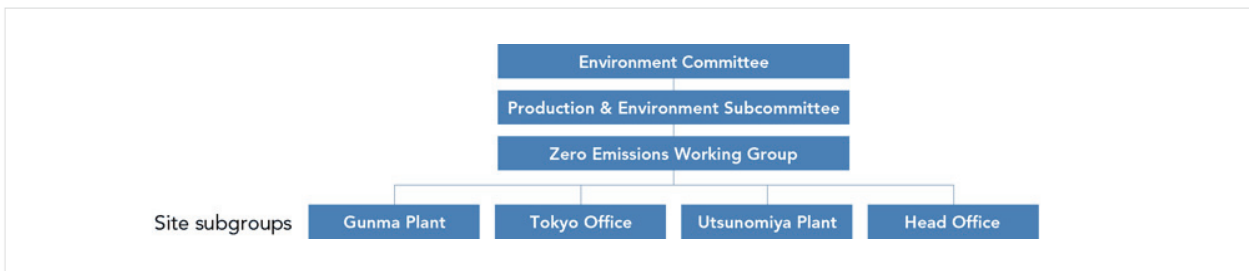 Environment Committee
Production & Environment Subcommittee
Zero Emissions Working Group
Site subgroups
Gunma Plant
Tokyo Office
Utsunomiya Plant
Head Office